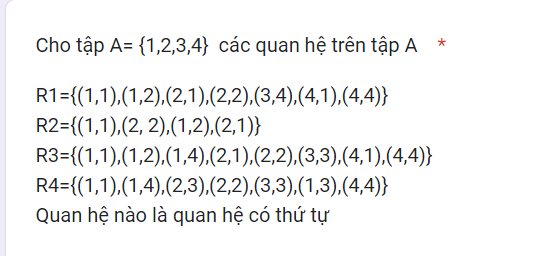 Cho tập A= {1,2,3,4}  các quan hệ trên tập A *
R1={(1,1),(1,2),(2,1),(2,2),(3,4),(4,1),(4,4)}
R2={(1,1),(2, 2),(1,2),(2,1)}
R3={(1,1),(1,2),(1,4),(2,1),(2,2),(3,3),(4,1),(4,4)}
R4={(1,1),(1,4),(2,3),(2,2),(3,3),(1,3),(4,4)}
Quan hệ nào là quan hệ có thứ tự